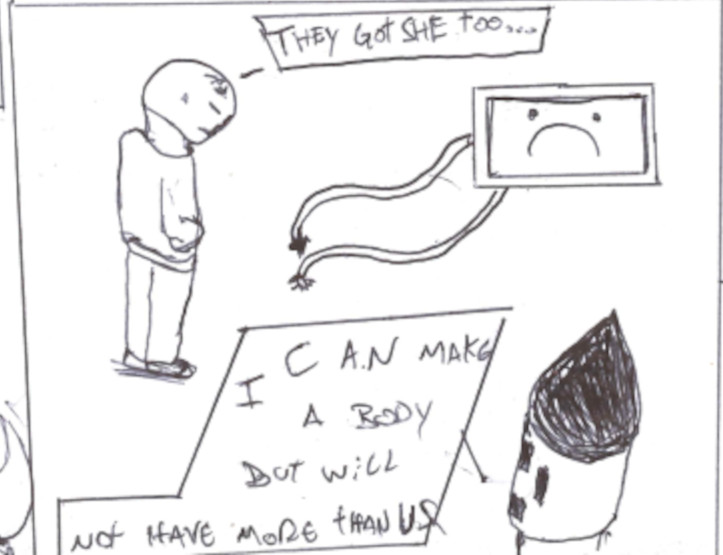 THEY GOT SHE TOO....
I CAN MAKE
A BODY
BUT WILL
NOT HAVE MORE THAN US